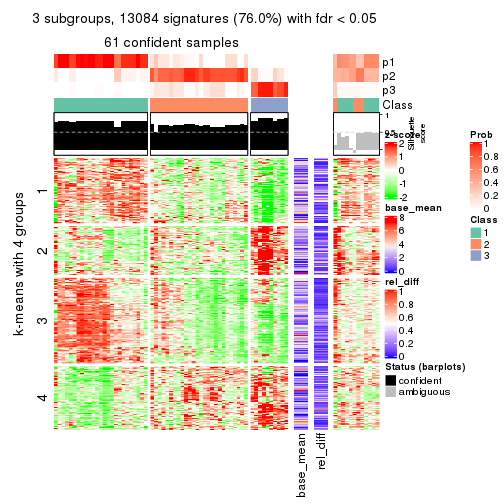 3 subgroups, 13084 signatures (76.0%) with fdr < 0.05
61 confident samples
p1
p2
p3
Class
1
0.5
Silhouette
score
k-means with 4 groups
1
2
3
4
base_mean
rel_diff
z-score
2
1
0
-1
-2
base_mean
8
6
4
2
0
rel_diff
1
0.8
0.6
0.4
0.2
0
Status (barplots)
confident
ambiguous
Prob
1
0.8
0.6
0.4
0.2
0
Class
1
2
3